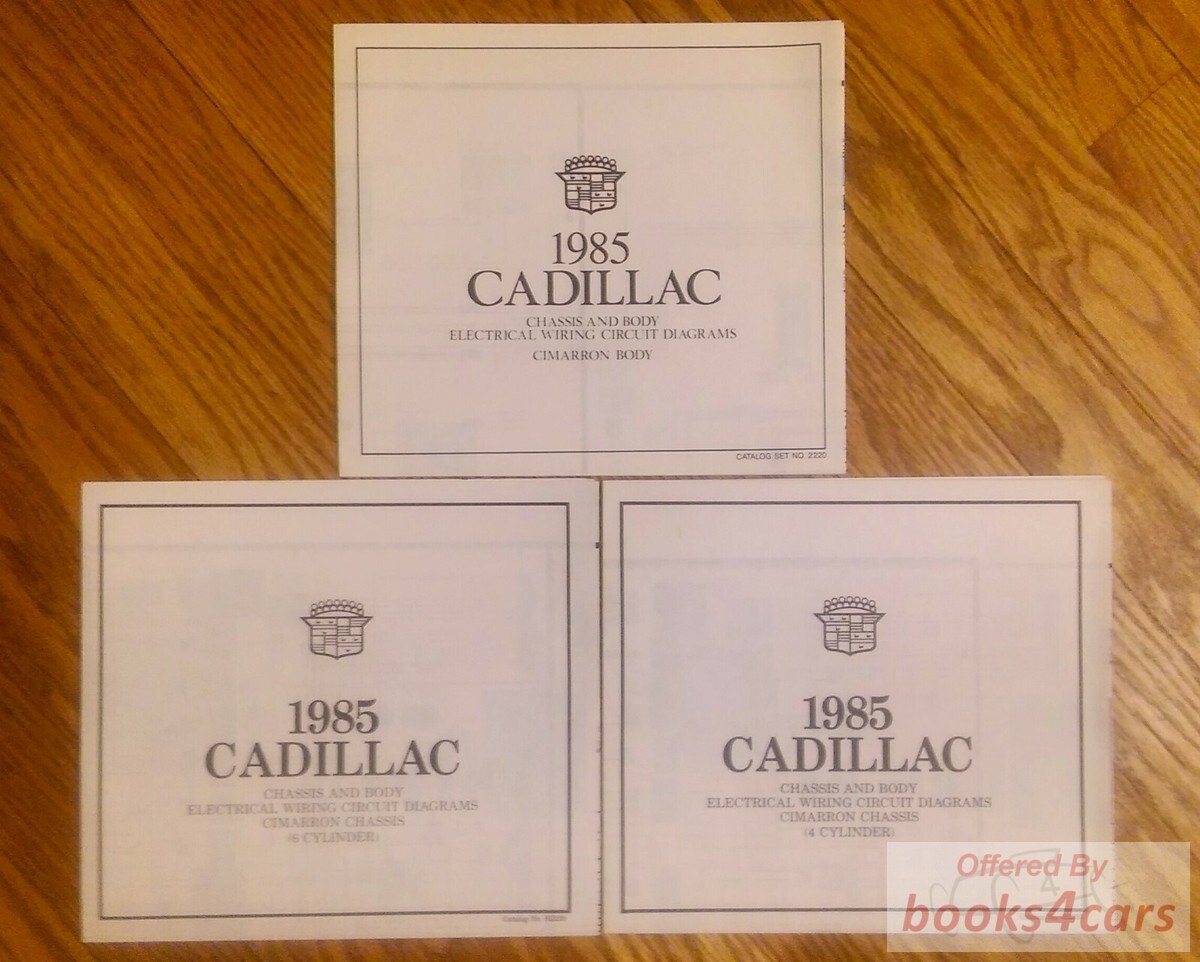 1985
CADILLAC
CHASSIS AND BODY
ELECTRICAL WIRING CIRCUIT DIAGRAMS
CIMARRON BODY
CATALOG SET NO. 2220
1985
CADILLAC
CHASSIS AND BODY
ELECTRICAL WIRING CIRCUIT DIAGRAMS
CIMARRON CHASSIS
(6 CYLINDER)
Catalog No.
1985
CADILLAC
CHASSIS AND BODY
ELECTRICAL WIRING CIRCUIT DIAGRAMS
CIMARRON CHASSIS
(4 CYLINDER)
Offered By
books4cars